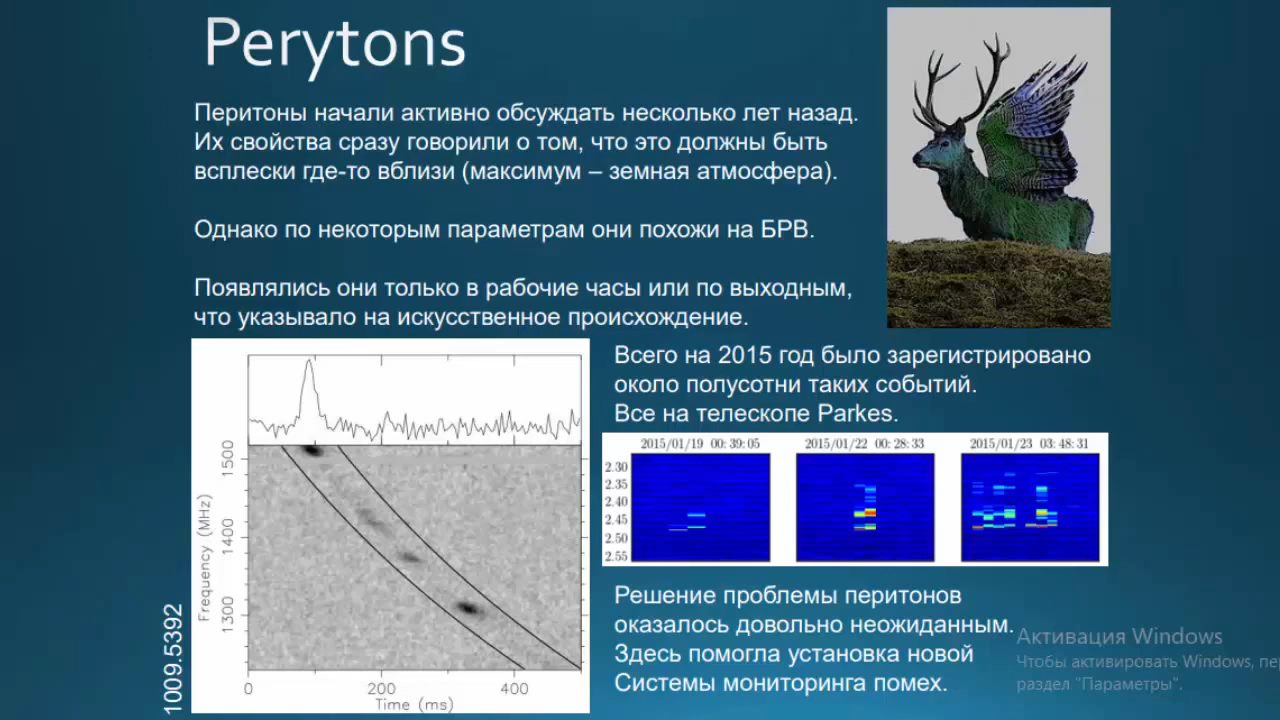 Perytons
Перитоны начали активно обсуждать несколько лет назад.
Их свойства сразу говорили о том, что это должны быть
всплески где-то вблизи (максимум – земная атмосфера).
Однако по некоторым параметрам они похожи на БРВ.
Появлялись они только в рабочие часы или по выходным,
что указывало на искусственное происхождение.
Всего на 2015 год было зарегистрировано
около полусотни таких событий.
Все на телескопе Parkes.
1009.5392
Frequency (MHz)
1500
1400
1300
0 200 400
Time (ms)
2015/01/19 00:39:05
2015/01/22 00:28:33
2015/01/23 03:48:31
2.30
2.35
2.40
2.45
2.50
2.55
Решение проблемы перитонов
оказалось довольно неожиданным.
Здесь помогла установка новой
Системы мониторинга помех.
Активация Windows
Чтобы активировать Windows, пе
раздел "Параметры".